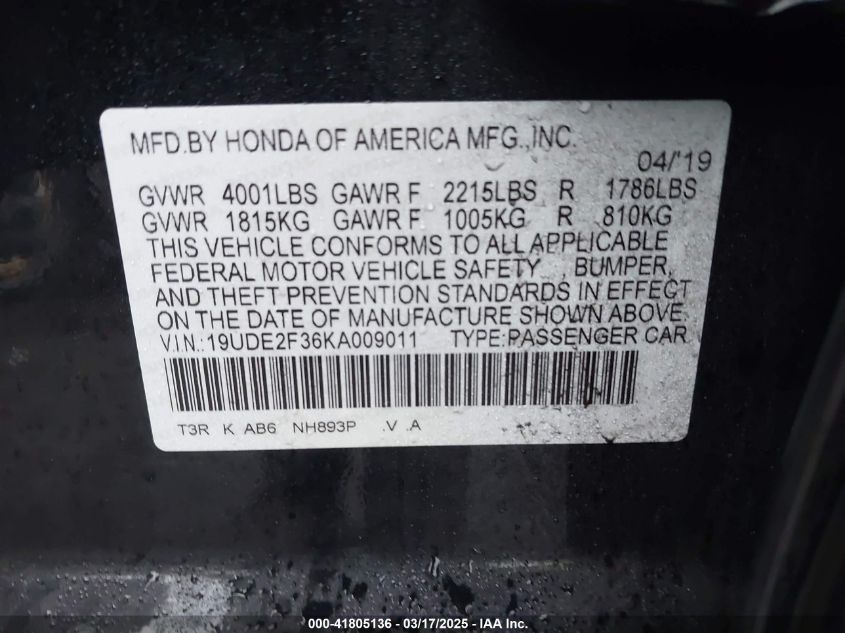 MFD.BY HONDA OF AMERICA MFG.,INC.
04/'19
GVWR 4001LBS GAWR F 2215LBS R 1786LBS
GVWR 1815KG GAWR F 1005KG R 810KG
THIS VEHICLE CONFORMS TO ALL APPLICABLE
FEDERAL MOTOR VEHICLE SAFETY , BUMPER,
AND THEFT PREVENTION STANDARDS IN EFFECT
ON THE DATE OF MANUFACTURE SHOWN ABOVE.
V.I.N.:19UDE2F36KA009011 TYPE:PASSENGER CAR
T3R K AB6 NH893P .V .A
000-41805136 - 03/17/2025 - IAA Inc.